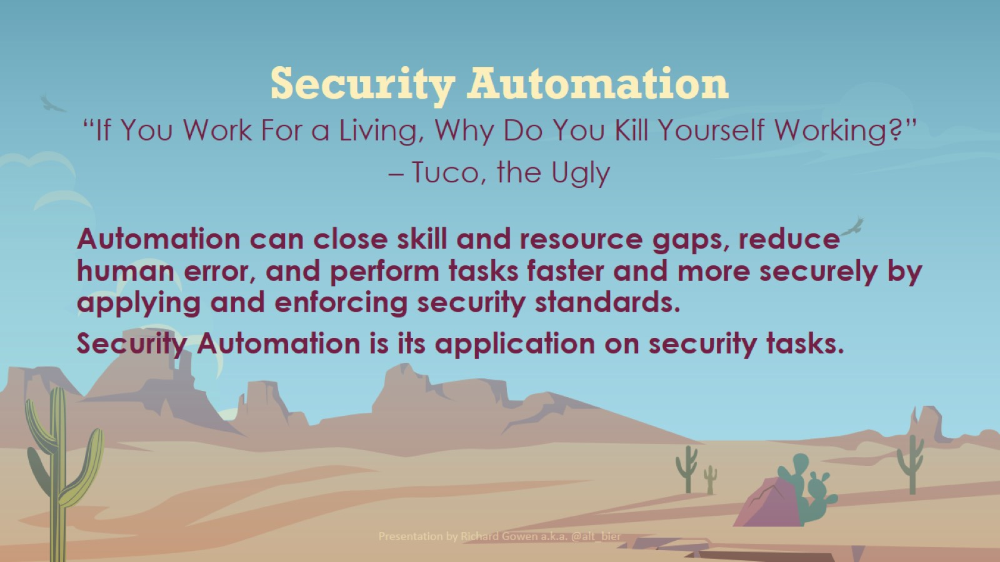 Security Automation
“If You Work For a Living, Why Do You Kill Yourself Working?”
– Tuco, the Ugly
Automation can close skill and resource gaps, reduce
human error, and perform tasks faster and more securely by
applying and enforcing security standards.
Security Automation is its application on security tasks.
Presentation by Richard Gowen a.k.a. @alt_bier